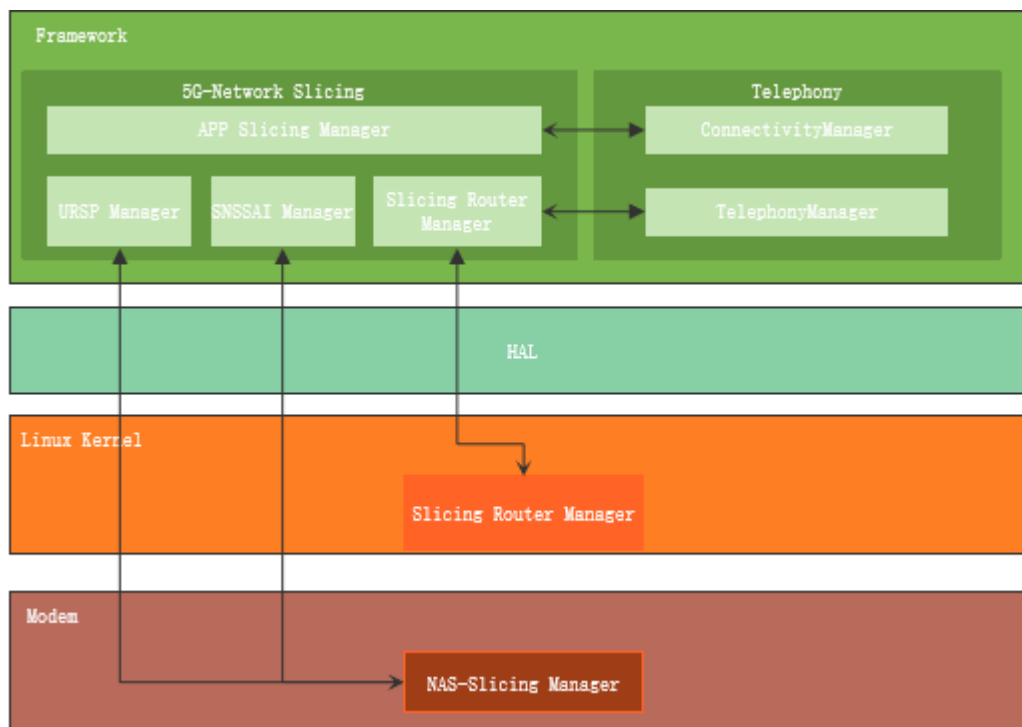 Framework
5G-Network Slicing
Telephony
APP Slicing Manager
ConnectivityManager
URSP Manager
SNSSAI Manager
Slicing Router
Manager
TelephonyManager
HAL
Linux Kernel
Slicing Router Manager
Modem
NAS-Slicing Manager